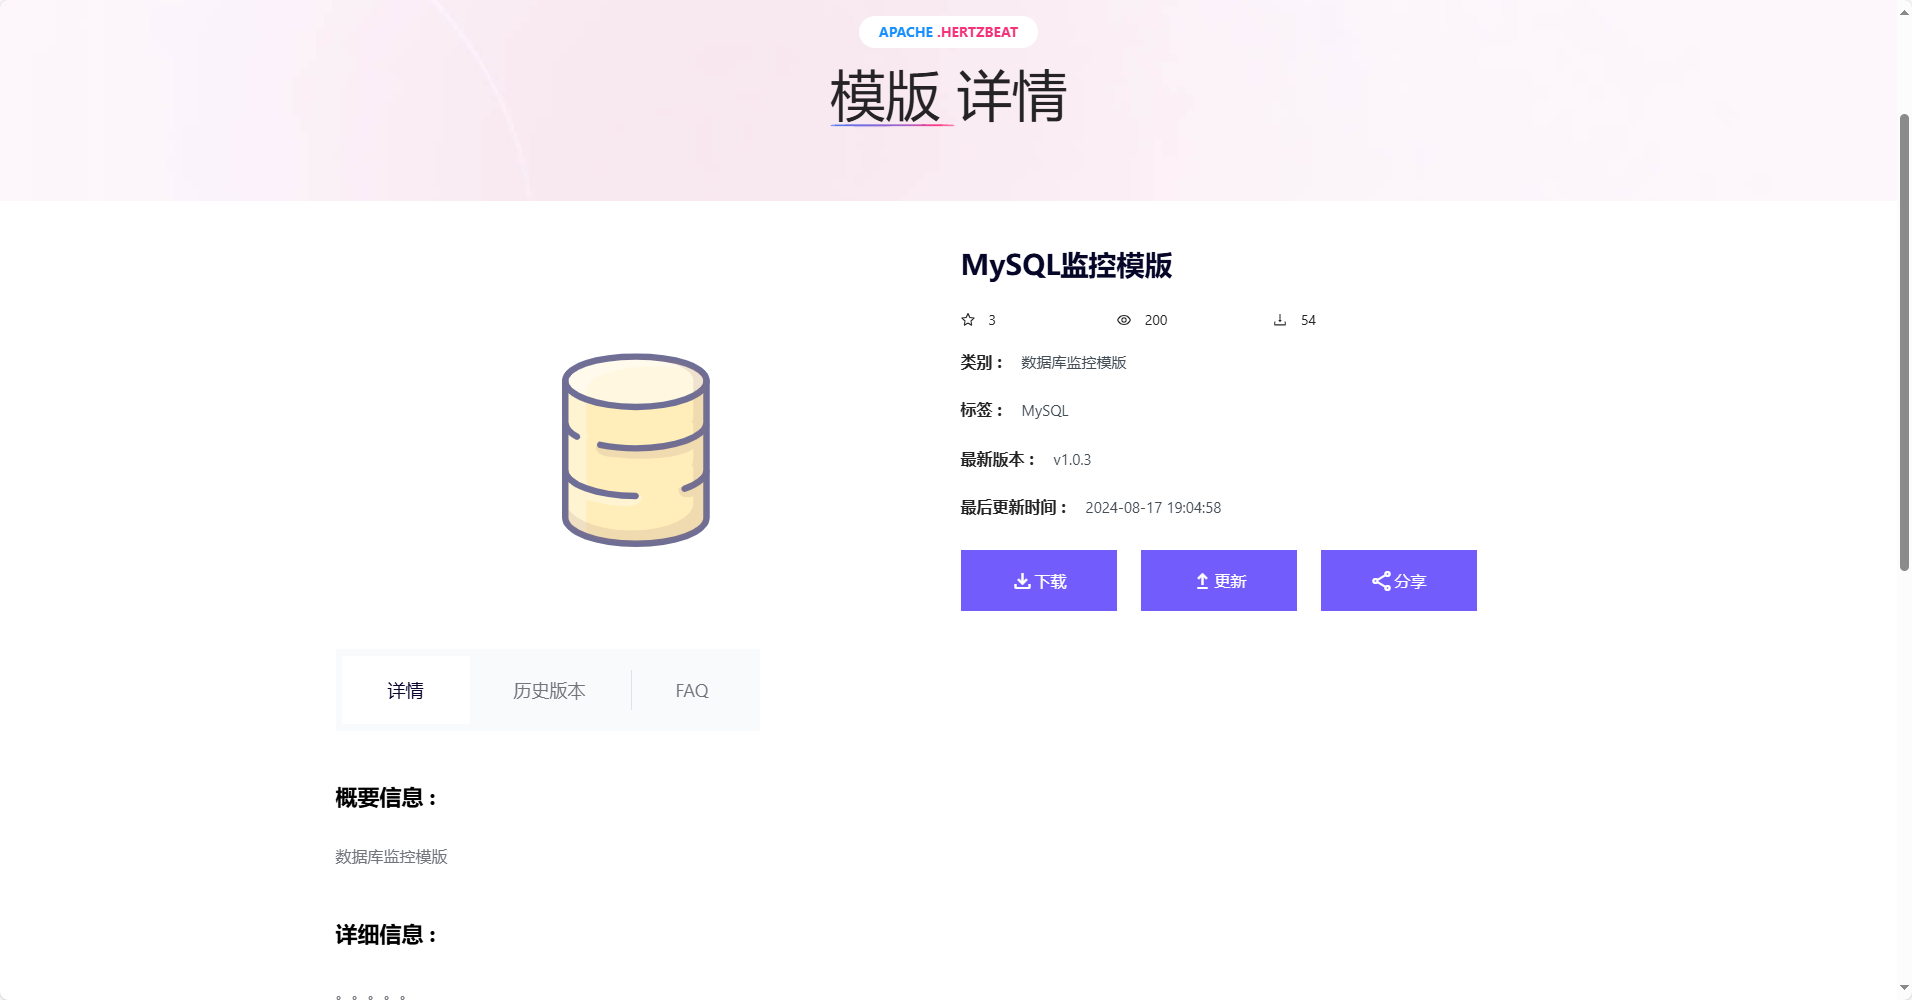 APACHE .HERTZBEAT
模版 详情
MySQL监控模版
3 200 54
类别： 数据库监控模版
标签： MySQL
最新版本： v1.0.3
最后更新时间： 2024-08-17 19:04:58
下载 更新 分享
详情 历史版本 FAQ
概要信息：
数据库监控模版
详细信息：
。。。。。